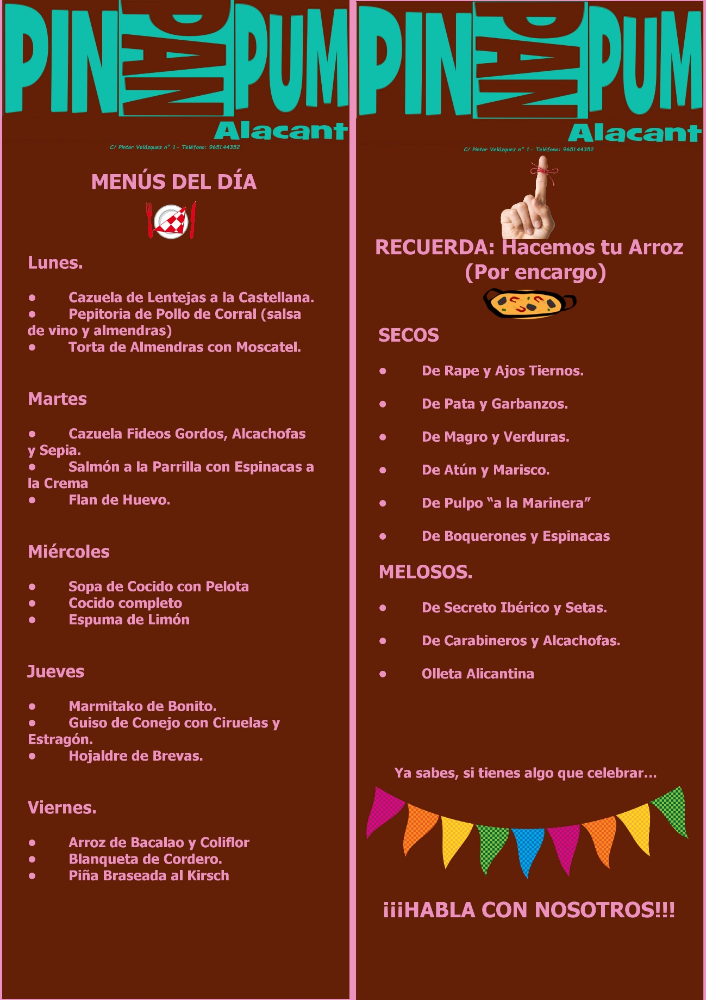 PIN PAN PUM
Alacant
C/ Pintor Velázquez nº 1- Teléfono: 965144352
MENÚS DEL DÍA
Lunes.
● Cazuela de Lentejas a la Castellana.
● Pepitoria de Pollo de Corral (salsa
de vino y almendras)
● Torta de Almendras con Moscatel.
Martes
● Cazuela Fideos Gordos, Alcachofas
y Sepia.
● Salmón a la Parrilla con Espinacas a
la Crema
● Flan de Huevo.
Miércoles
● Sopa de Cocido con Pelota
● Cocido completo
● Espuma de Limón
Jueves
● Marmitako de Bonito.
● Guiso de Conejo con Ciruelas y
Estragón.
● Hojaldre de Brevas.
Viernes.
● Arroz de Bacalao y Coliflor
● Blanqueta de Cordero.
● Piña Braseada al Kirsch
PIN PAN PUM
Alacant
C/ Pintor Velázquez nº 1- Teléfono: 965144352
RECUERDA: Hacemos tu Arroz
(Por encargo)
SECOS
● De Rape y Ajos Tiernos.
● De Pata y Garbanzos.
● De Magro y Verduras.
● De Atún y Marisco.
● De Pulpo “a la Marinera”
● De Boquerones y Espinacas
MELOSOS.
● De Secreto Ibérico y Setas.
● De Carabineros y Alcachofas.
● Olleta Alicantina
Ya sabes, si tienes algo que celebrar...
¡¡¡HABLA CON NOSOTROS!!!